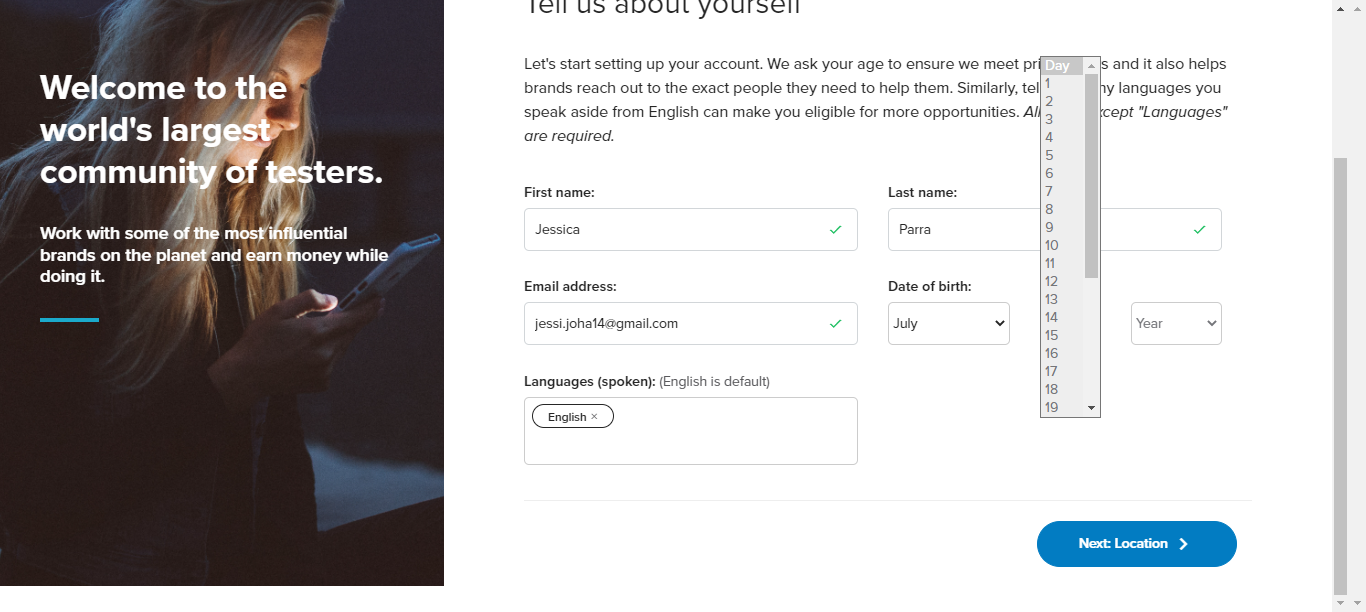 Welcome to the
world's largest
community of testers.
Work with some of the most influential
brands on the planet and earn money while
doing it.
Tell us about yourself
Let's start setting up your account. We ask your age to ensure we meet pri s and it also helps
brands reach out to the exact people they need to help them. Similarly, tel ny languages you
speak aside from English can make you eligible for more opportunities. Al xcept "Languages"
are required.
First name:
Last name:
Jessica
Parra
Email address:
Date of birth:
jessi.joha14@gmail.com
July
Year
Day
1
2
3
4
5
6
7
8
9
10
11
12
13
14
15
16
17
18
19
Languages (spoken): (English is default)
English ×
Next: Location